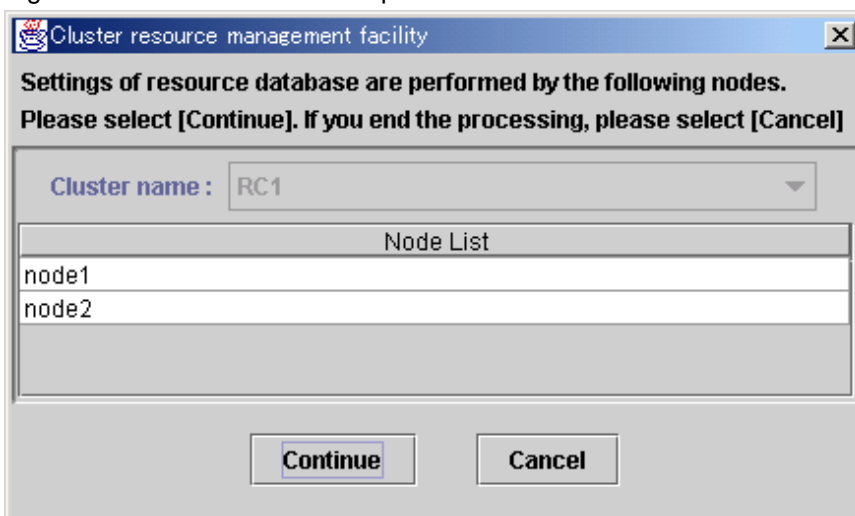 Cluster resource management facility
Settings of resource database are performed by the following nodes.
Please select [Continue]. If you end the processing, please select [Cancel]
Cluster name : RC1
Node List
node1
node2
Continue Cancel